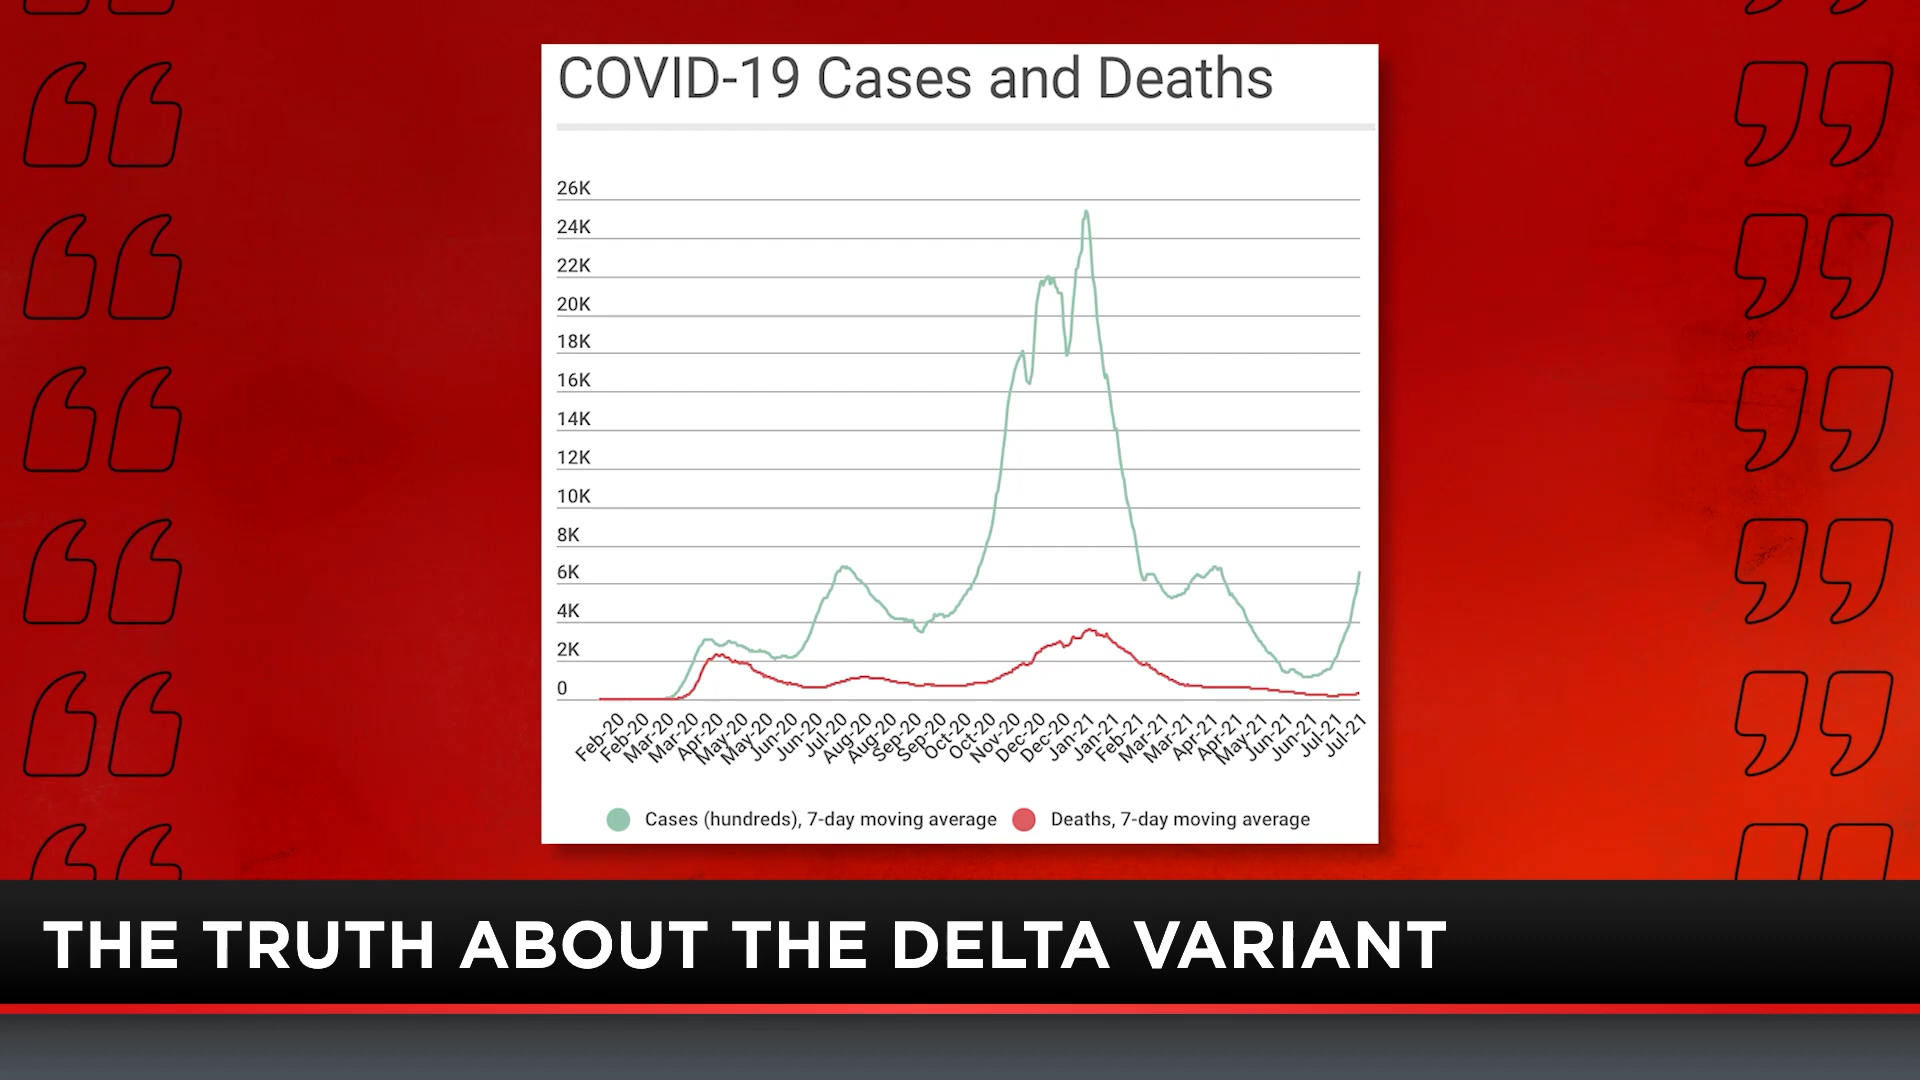 COVID-19 Cases and Deaths
26K
24K
22K
20K
18K
16K
14K
12K
10K
8K
6K
4K
2K
0
Feb-20
Feb-20
Mar-20
Mar-20
Apr-20
May-20
May-20
Jun-20
Jun-20
Jul-20
Aug-20
Aug-20
Sep-20
Sep-20
Oct-20
Oct-20
Nov-20
Dec-20
Dec-20
Jan-21
Jan-21
Feb-21
Mar-21
Mar-21
Apr-21
Apr-21
May-21
Jun-21
Jun-21
Jul-21
Jul-21
Cases (hundreds), 7-day moving average
Deaths, 7-day moving average
THE TRUTH ABOUT THE DELTA VARIANT